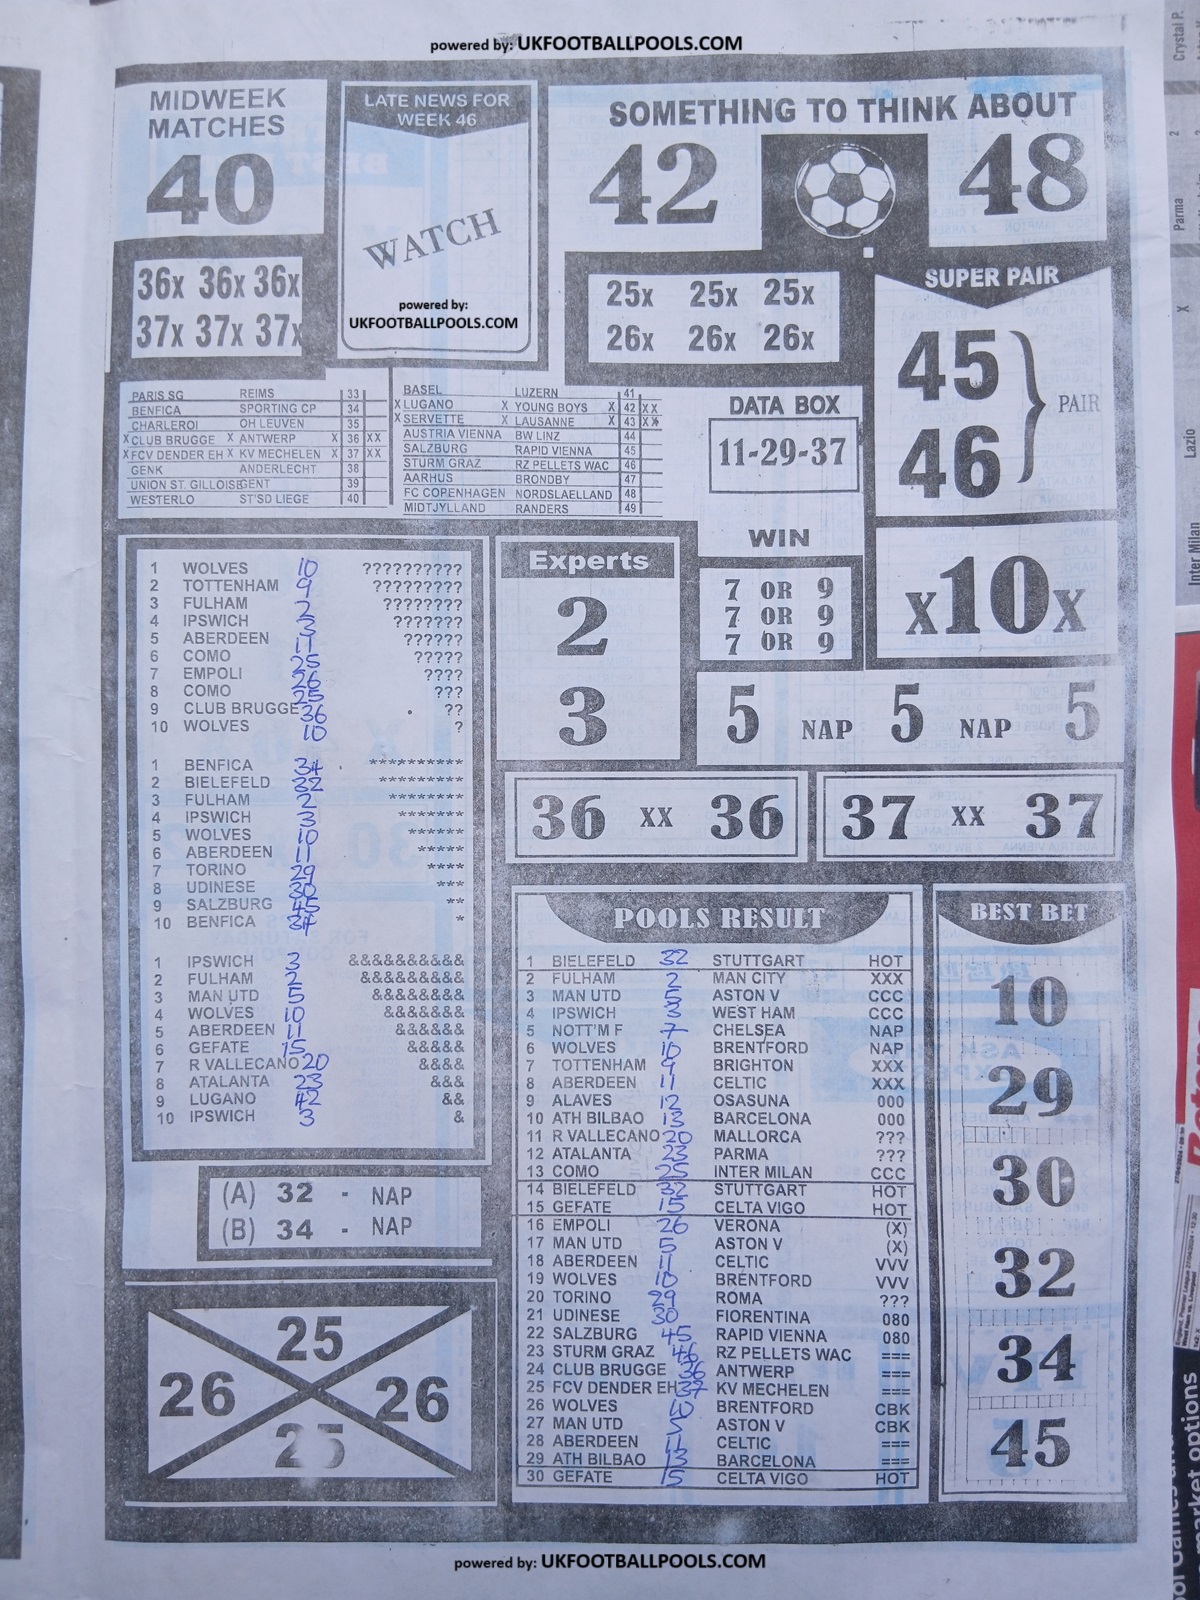 powered by: UKFOOTBALLPOOLS.COM
MIDWEEK
MATCHES
40
LATE NEWS FOR
WEEK 46
WATCH
powered by:
UKFOOTBALLPOOLS.COM
SOMETHING TO THINK ABOUT
42 48
36x 36x 36x
37x 37x 37x
25x 25x 25x
26x 26x 26x
SUPER PAIR
45
46
PAIR
PARIS SG REIMS 33
BENFICA SPORTING CP 34
CHARLEROI OH LEUVEN 35
X CLUB BRUGGE X ANTWERP X 36 XX
X FCV DENDER EH X KV MECHELEN X 37 XX
GENK ANDERLECHT 38
UNION ST. GILLOISE GENT 39
WESTERLO ST'SD LIEGE 40
BASEL LUZERN 41
X LUGANO X YOUNG BOYS X 42 XX
X SERVETTE X LAUSANNE X 43 XX
AUSTRIA VIENNA BW LINZ 44
SALZBURG RAPID VIENNA 45
STURM GRAZ RZ PELLETS WAC 46
AARHUS BRONDBY 47
FC COPENHAGEN NORDSLAELLAND 48
MIDTJYLLAND RANDERS 49
DATA BOX
11-29-37
WIN
7 OR 9
7 OR 9
7 OR 9
X10X
Experts
2
3
5 NAP 5 NAP 5
36 XX 36
37 XX 37
1 WOLVES 10 ??????????
2 TOTTENHAM 9 ?????????
3 FULHAM 2 ????????
4 IPSWICH 3 ???????
5 ABERDEEN 11 ??????
6 COMO 25 ?????
7 EMPOLI 26 ????
8 COMO 25 ???
9 CLUB BRUGGE 36 ??
10 WOLVES 10 ?
1 BENFICA 34 **********
2 BIELEFELD 32 *********
3 FULHAM 2 ********
4 IPSWICH 3 *******
5 WOLVES 10 ******
6 ABERDEEN 11 *****
7 TORINO 29 ****
8 UDINESE 30 ***
9 SALZBURG 45 **
10 BENFICA 34 *
1 IPSWICH 3 &&&&&&&&&&
2 FULHAM 2 &&&&&&&&&
3 MAN UTD 5 &&&&&&&&
4 WOLVES 10 &&&&&&&
5 ABERDEEN 11 &&&&&&
6 GEFATE 15 &&&&&
7 R VALLECANO 20 &&&&
8 ATALANTA 23 &&&
9 LUGANO 42 &&
10 IPSWICH 3 &
(A) 32 - NAP
(B) 34 - NAP
25
26 26
25
POOLS RESULT
1 BIELEFELD 32 STUTTGART HOT
2 FULHAM 2 MAN CITY XXX
3 MAN UTD 5 ASTON V CCC
4 IPSWICH 3 WEST HAM CCC
5 NOTT'M F 7 CHELSEA NAP
6 WOLVES 10 BRENTFORD NAP
7 TOTTENHAM 9 BRIGHTON XXX
8 ABERDEEN 11 CELTIC XXX
9 ALAVES 12 OSASUNA 000
10 ATH BILBAO 13 BARCELONA 000
11 R VALLECANO 20 MALLORCA ???
12 ATALANTA 23 PARMA ???
13 COMO 25 INTER MILAN CCC
14 BIELEFELD 32 STUTTGART HOT
15 GEFATE 15 CELTA VIGO HOT
16 EMPOLI 26 VERONA (X)
17 MAN UTD 5 ASTON V (X)
18 ABERDEEN 11 CELTIC VVV
19 WOLVES 10 BRENTFORD VVV
20 TORINO 29 ROMA ???
21 UDINESE 30 FIORENTINA 080
22 SALZBURG 45 RAPID VIENNA 080
23 STURM GRAZ 46 RZ PELLETS WAC ===
24 CLUB BRUGGE 36 ANTWERP ===
25 FCV DENDER EH 37 KV MECHELEN ===
26 WOLVES 10 BRENTFORD CBK
27 MAN UTD 5 ASTON V CBK
28 ABERDEEN 11 CELTIC ===
29 ATH BILBAO 13 BARCELONA ===
30 GEFATE 15 CELTA VIGO HOT
BEST BET
10
29
30
32
34
45
powered by: UKFOOTBALLPOOLS.COM
Crystal P.
2
Parma
Lazio
X
Inter Milan
market options